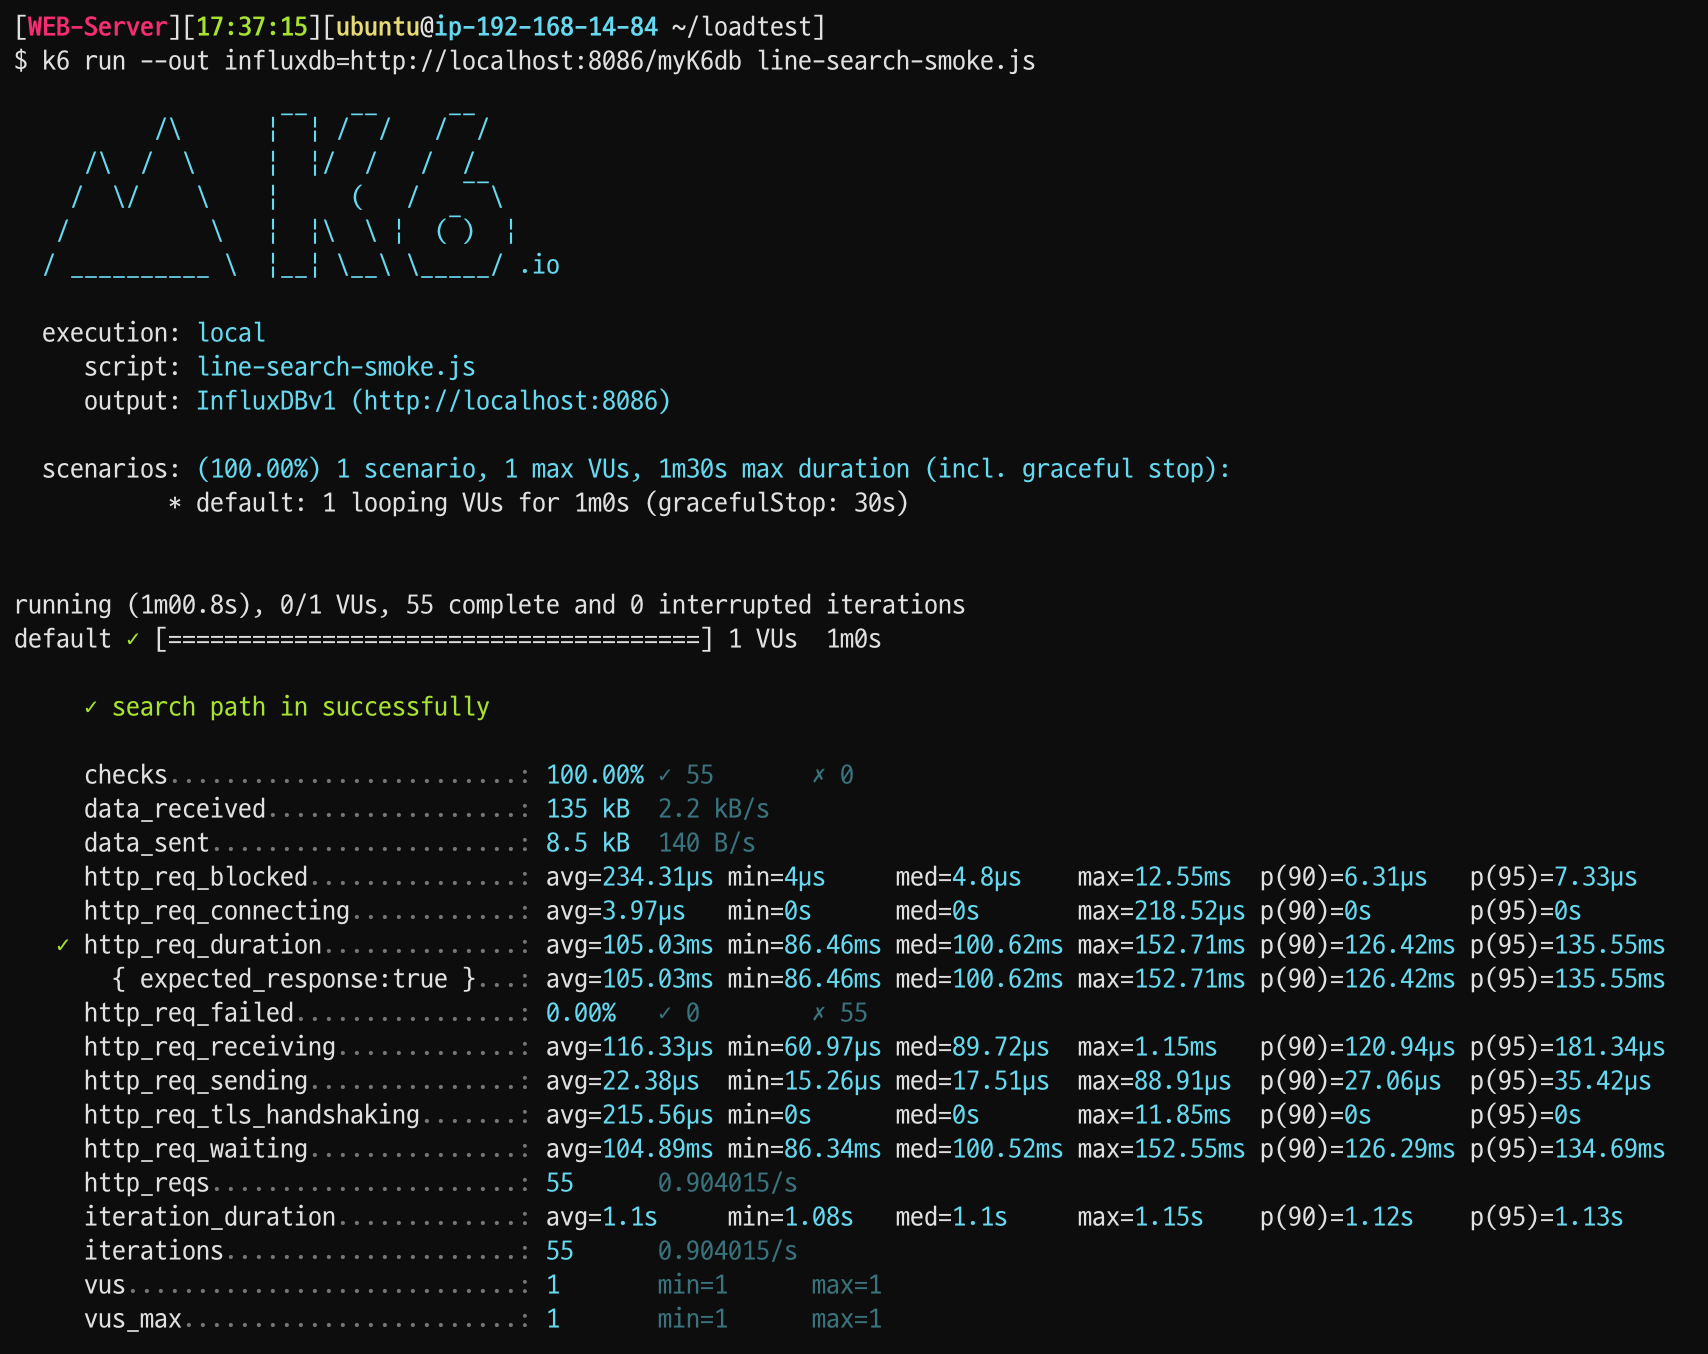 [WEB-Server][17:37:15][ubuntu@ip-192-168-14-84 ~/loadtest]
$ k6 run --out influxdb=http://localhost:8086/myK6db line-search-smoke.js
          /\      |‾‾| /‾‾/   /‾‾/
     /\  /  \     |  |/  /   /  /
    /  \/    \    |     (   /   ‾‾\
   /          \   |  |\  \ |  (‾)  |
  / __________ \  |__| \__\ \_____/ .io
  execution: local
     script: line-search-smoke.js
     output: InfluxDBv1 (http://localhost:8086)
  scenarios: (100.00%) 1 scenario, 1 max VUs, 1m30s max duration (incl. graceful stop):
           * default: 1 looping VUs for 1m0s (gracefulStop: 30s)
running (1m00.8s), 0/1 VUs, 55 complete and 0 interrupted iterations
default ✓ [======================================] 1 VUs  1m0s
     ✓ search path in successfully
     checks.........................: 100.00% ✓ 55       ✗ 0
     data_received..................: 135 kB  2.2 kB/s
     data_sent......................: 8.5 kB  140 B/s
     http_req_blocked...............: avg=234.31µs min=4µs     med=4.8µs    max=12.55ms  p(90)=6.31µs   p(95)=7.33µs
     http_req_connecting............: avg=3.97µs   min=0s      med=0s       max=218.52µs p(90)=0s       p(95)=0s
   ✓ http_req_duration..............: avg=105.03ms min=86.46ms med=100.62ms max=152.71ms p(90)=126.42ms p(95)=135.55ms
       { expected_response:true }...: avg=105.03ms min=86.46ms med=100.62ms max=152.71ms p(90)=126.42ms p(95)=135.55ms
     http_req_failed................: 0.00%   ✓ 0        ✗ 55
     http_req_receiving.............: avg=116.33µs min=60.97µs med=89.72µs  max=1.15ms   p(90)=120.94µs p(95)=181.34µs
     http_req_sending...............: avg=22.38µs  min=15.26µs med=17.51µs  max=88.91µs  p(90)=27.06µs  p(95)=35.42µs
     http_req_tls_handshaking.......: avg=215.56µs min=0s      med=0s       max=11.85ms  p(90)=0s       p(95)=0s
     http_req_waiting...............: avg=104.89ms min=86.34ms med=100.52ms max=152.55ms p(90)=126.29ms p(95)=134.69ms
     http_reqs......................: 55      0.904015/s
     iteration_duration.............: avg=1.1s     min=1.08s   med=1.1s     max=1.15s    p(90)=1.12s    p(95)=1.13s
     iterations.....................: 55      0.904015/s
     vus............................: 1       min=1      max=1
     vus_max........................: 1       min=1      max=1